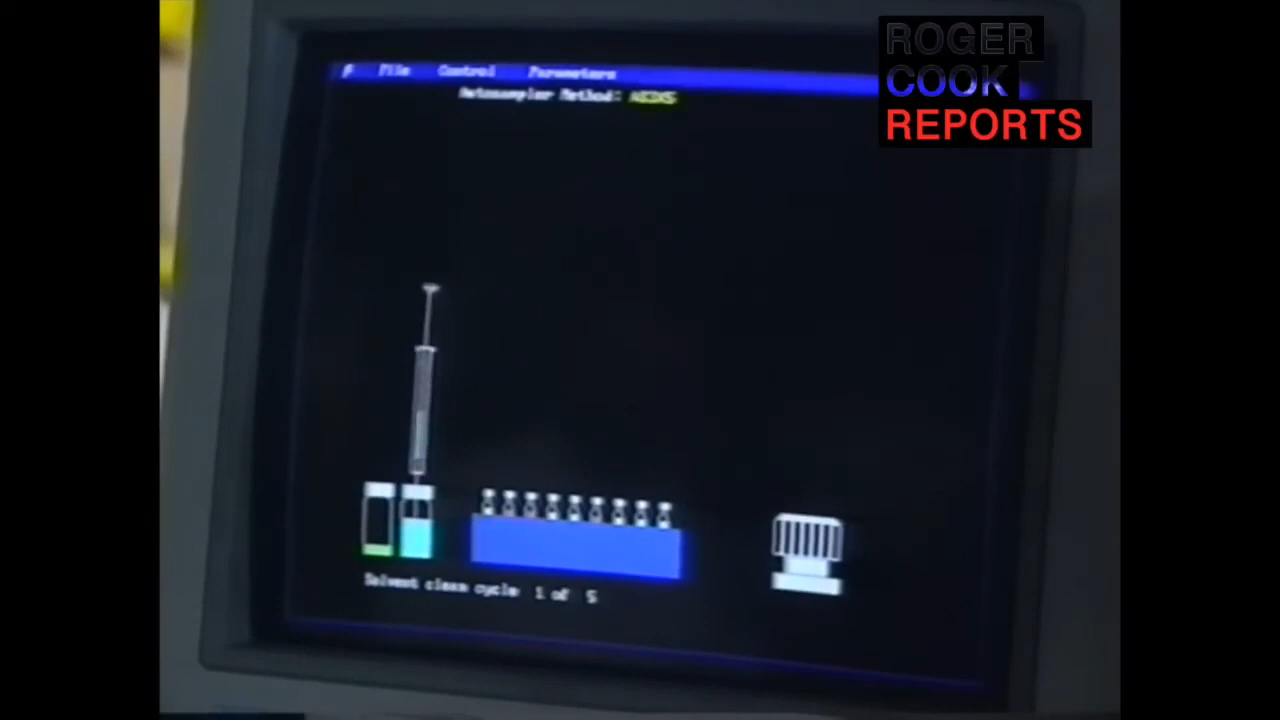 ROGER
COOK
REPORTS
File Control Parameters
Autosampler Method:
Solvent clean cycle 1 of 5